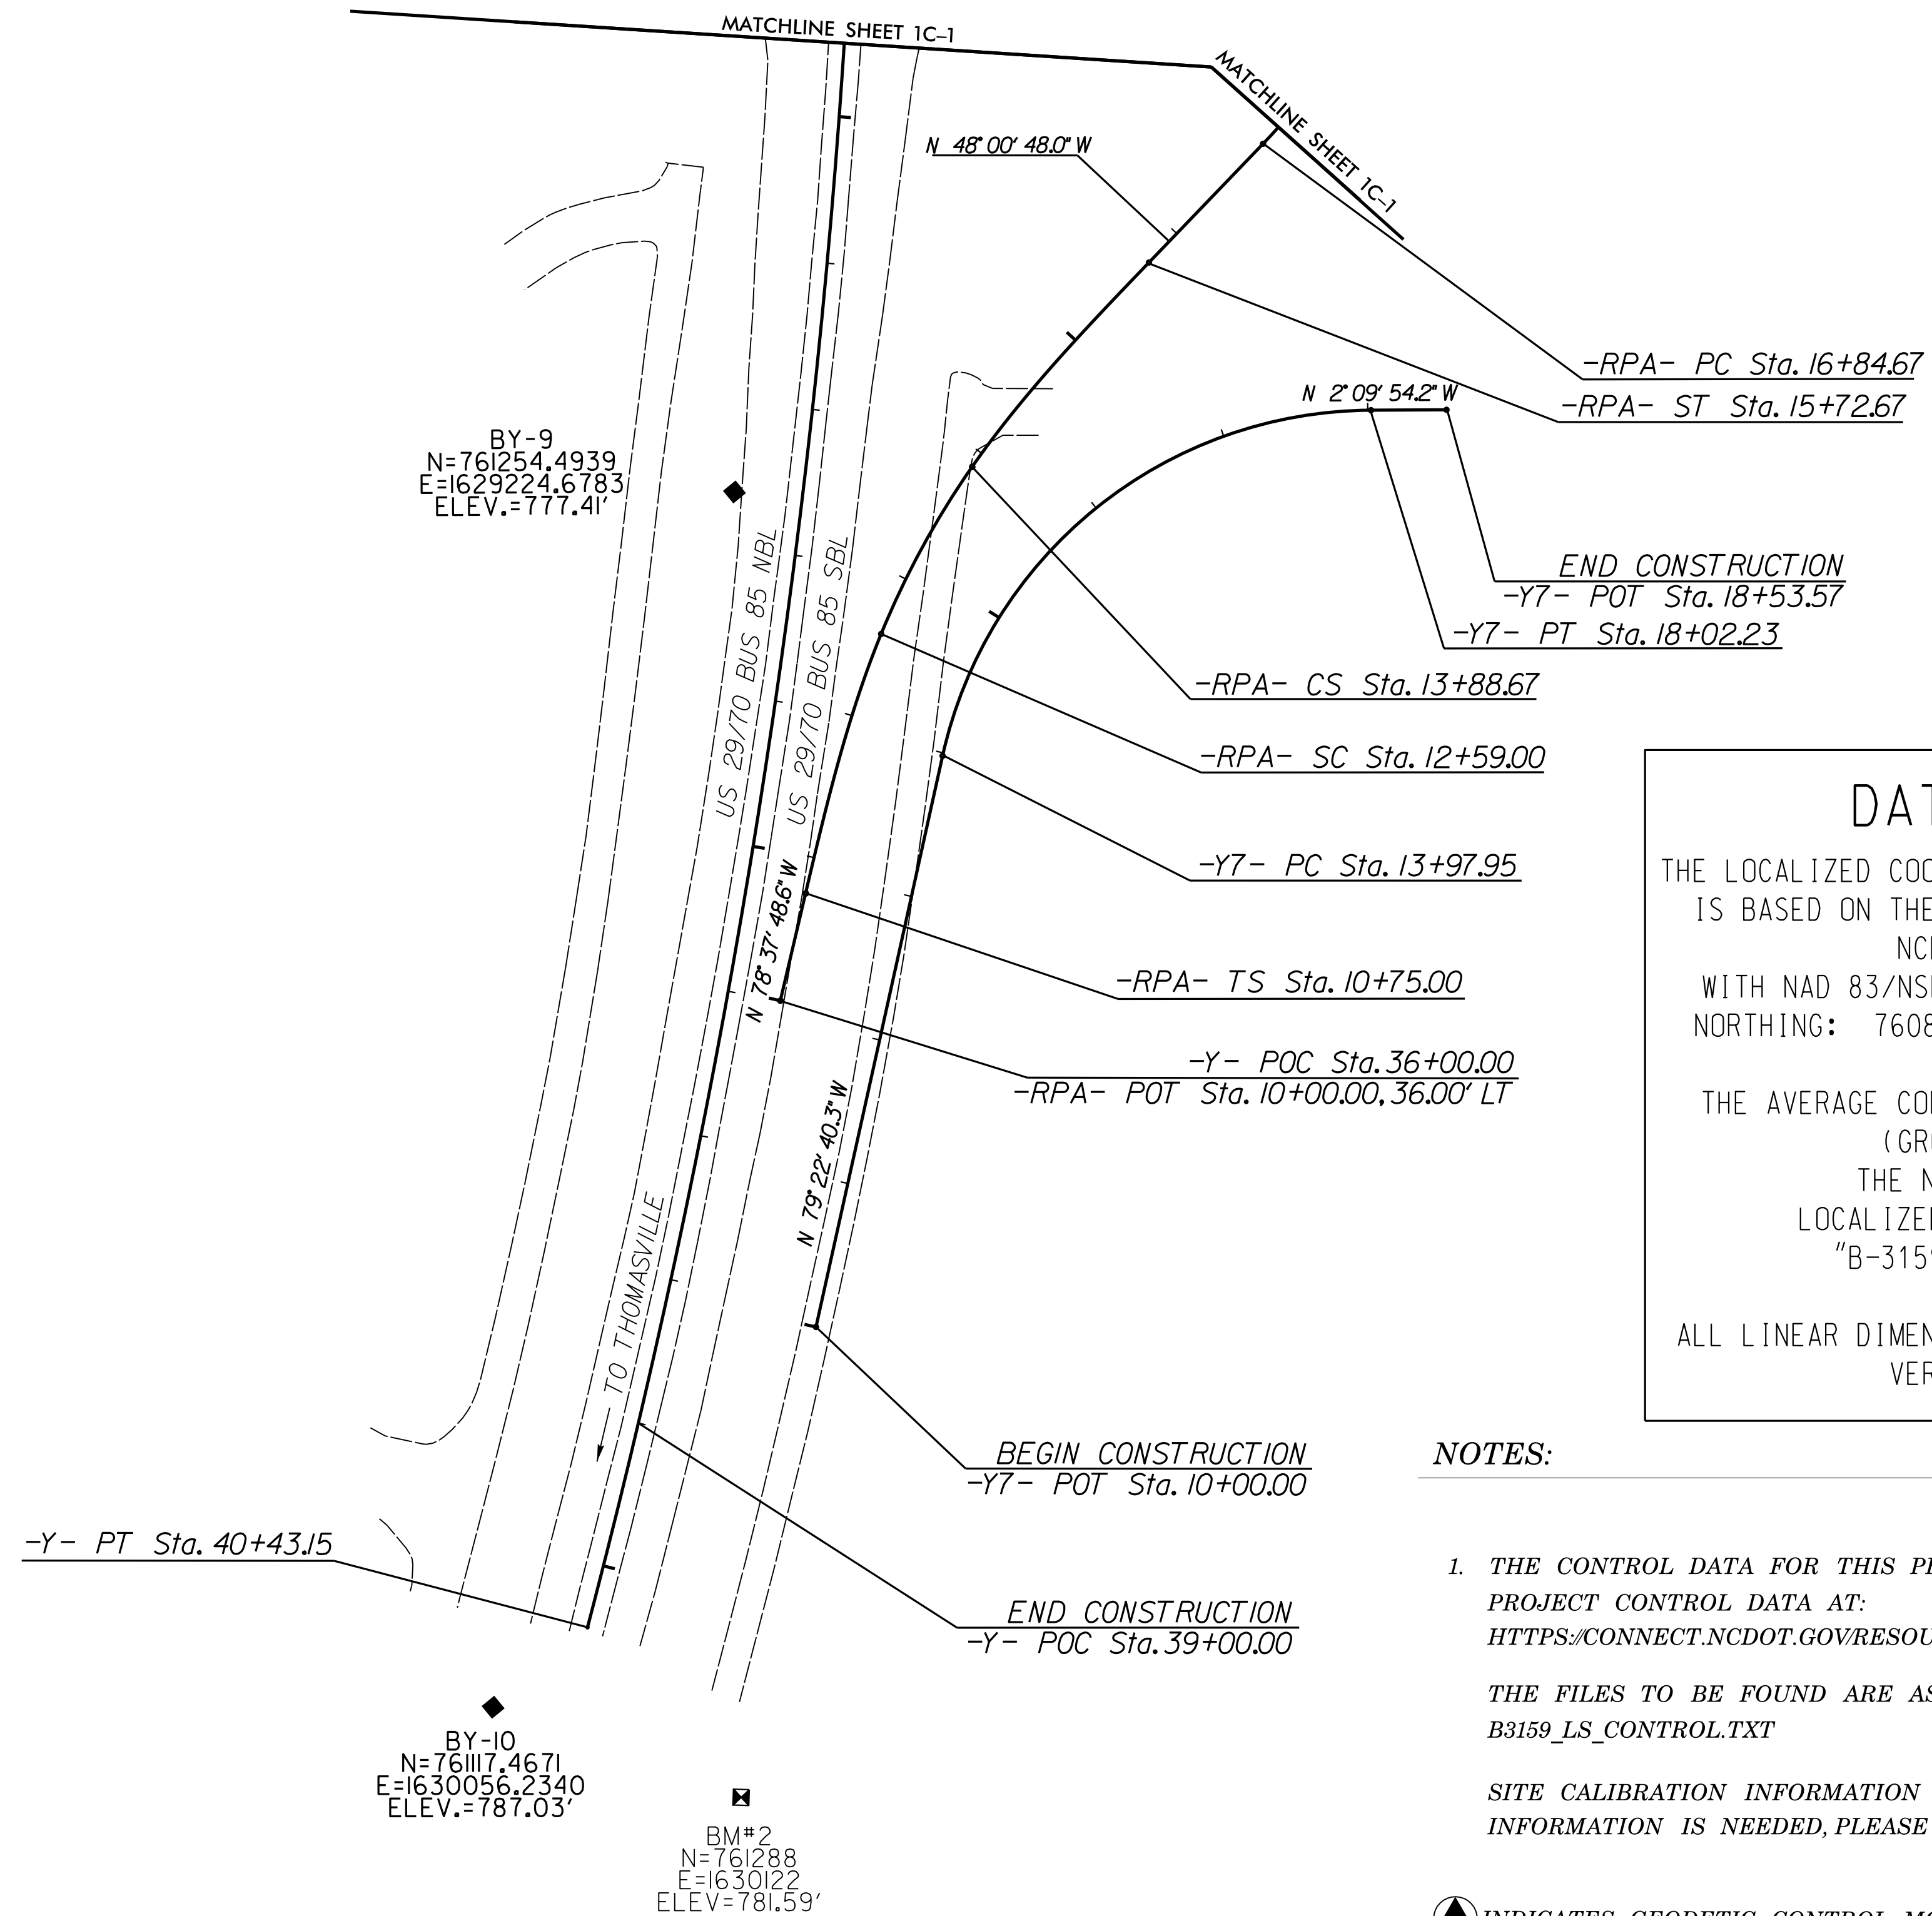 MATCHLINE SHEET 1C-1
MATCHLINE SHEET 1C-1
N 48° 00' 48.0" W
-RPA- PC Sta. 16+84.67
-RPA- ST Sta. 15+72.67
N 2° 09' 54.2" W
BY-9
N=761254.4939
E=1629224.6783
ELEV.=777.41'
US 29/70 BUS 85 NBL
US 29/70 BUS 85 SBL
END CONSTRUCTION
-Y7- POT Sta. 18+53.57
-Y7- PT Sta. 18+02.23
-RPA- CS Sta. 13+88.67
-RPA- SC Sta. 12+59.00
-Y7- PC Sta. 13+97.95
N 78° 37' 48.6" W
-RPA- TS Sta. 10+75.00
-Y- POC Sta. 36+00.00
-RPA- POT Sta. 10+00.00, 36.00' LT
N 79° 22' 40.3" W
TO THOMASVILLE
BEGIN CONSTRUCTION
-Y7- POT Sta. 10+00.00
-Y- PT Sta. 40+43.15
END CONSTRUCTION
-Y- POC Sta. 39+00.00
BY-10
N=761117.4671
E=1630056.2340
ELEV.=787.03'
BM#2
N=761288
E=1630122
ELEV=781.59'
DAT
THE LOCALIZED COO
IS BASED ON THE
NC
WITH NAD 83/NS
NORTHING: 7608
THE AVERAGE CO
(GR
THE N
LOCALIZE
"B-315
ALL LINEAR DIMEN
VER
NOTES:
1. THE CONTROL DATA FOR THIS P
PROJECT CONTROL DATA AT:
HTTPS://CONNECT.NCDOT.GOV/RESOU
THE FILES TO BE FOUND ARE AS
B3159_LS_CONTROL.TXT
SITE CALIBRATION INFORMATION
INFORMATION IS NEEDED, PLEASE
INDICATES GEODETIC CONTROL MO